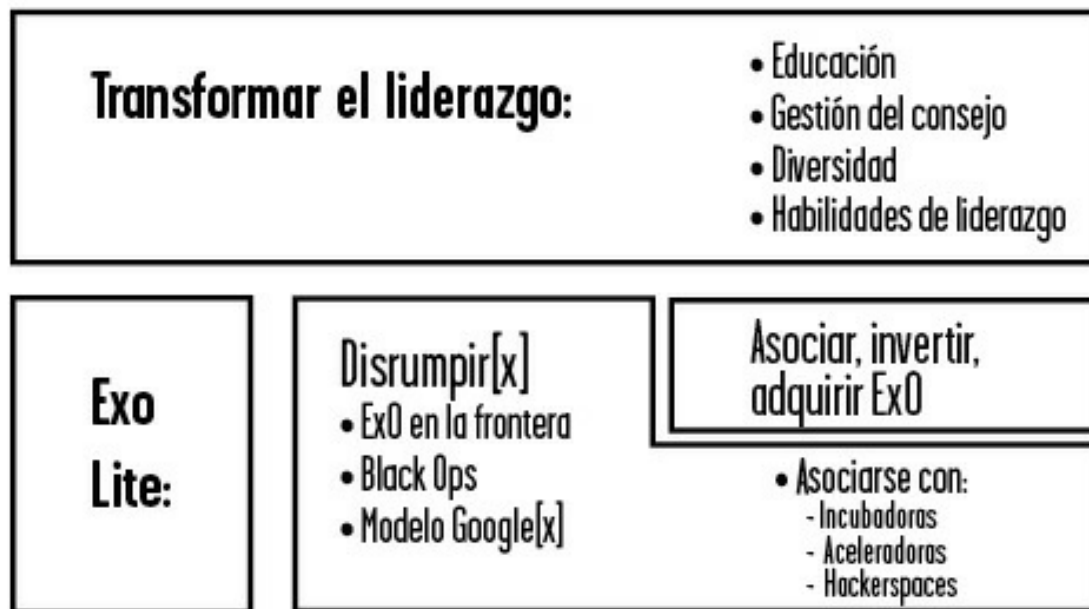 Transformar el liderazgo:
• Educación
• Gestión del consejo
• Diversidad
• Habilidades de liderazgo
Exo
Lite:
Disrumpir[x]
• ExO en la frontera
• Black Ops
• Modelo Google[x]
Asociar, invertir,
adquirir ExO
• Asociarse con:
- Incubadoras
- Aceleradoras
- Hackerspaces